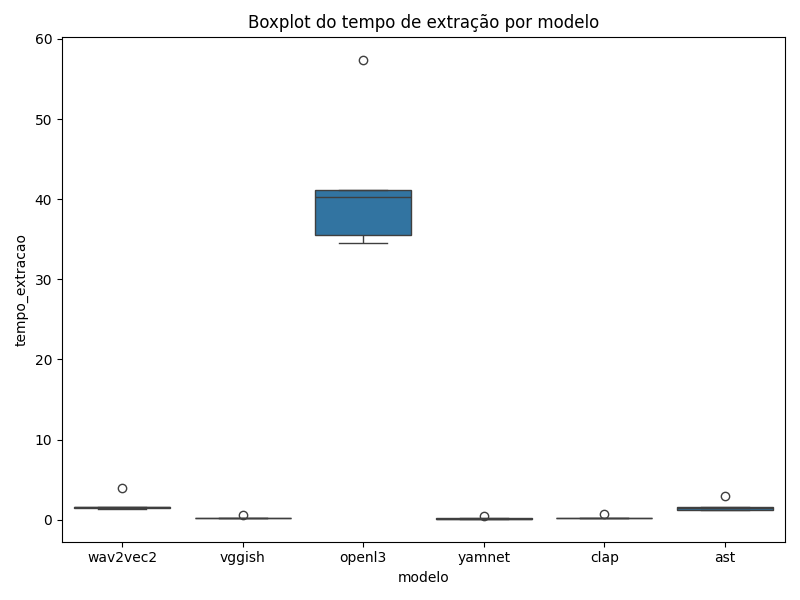 Boxplot do tempo de extração por modelo
60
50
40
30
20
10
0
tempo_extracao
wav2vec2 vggish openl3 yamnet clap ast
modelo